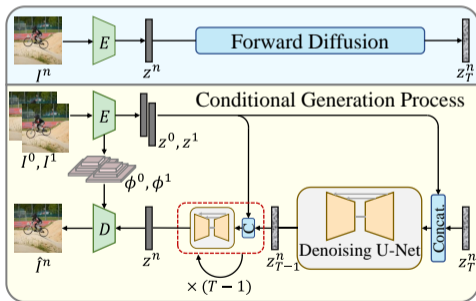 I^n
E
z^n
Forward Diffusion
z_T^n
Conditional Generation Process
I^0, I^1
E
z^0, z^1
ϕ^0, ϕ^1
Î^n
D
z^n
C
z_{T-1}^n
Denoising U-Net
Concat.
z_T^n
× (T − 1)